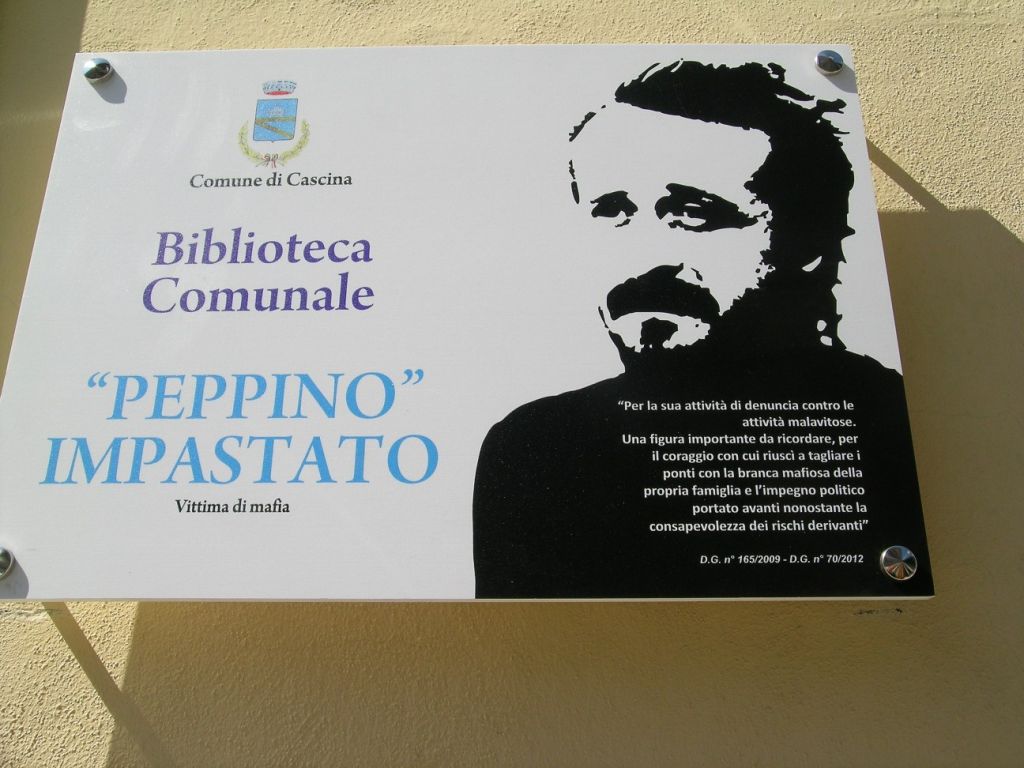 Comune di Cascina
Biblioteca
Comunale
“PEPPINO”
IMPASTATO
Vittima di mafia
“Per la sua attività di denuncia contro le
attività malavitose.
Una figura importante da ricordare, per
il coraggio con cui riuscì a tagliare i
ponti con la branca mafiosa della
propria famiglia e l’impegno politico
portato avanti nonostante la
consapevolezza dei rischi derivanti”
D.G. n° 165/2009 - D.G. n° 70/2012